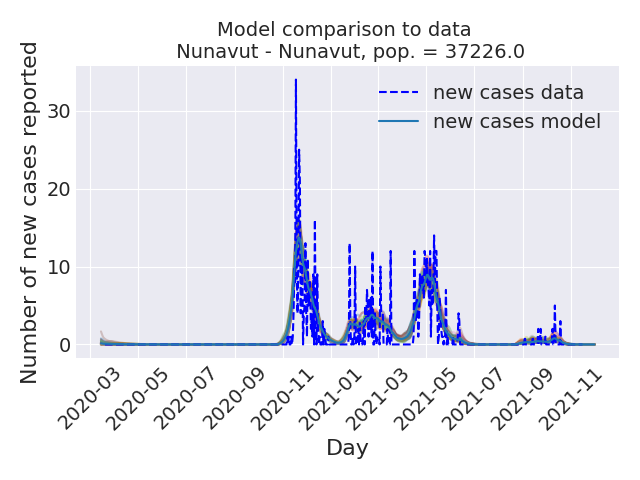 Model comparison to data
Nunavut - Nunavut, pop. = 37226.0
Number of new cases reported
30
20
10
0
new cases data
new cases model
2020-03
2020-05
2020-07
2020-09
2020-11
2021-01
2021-03
2021-05
2021-07
2021-09
2021-11
Day